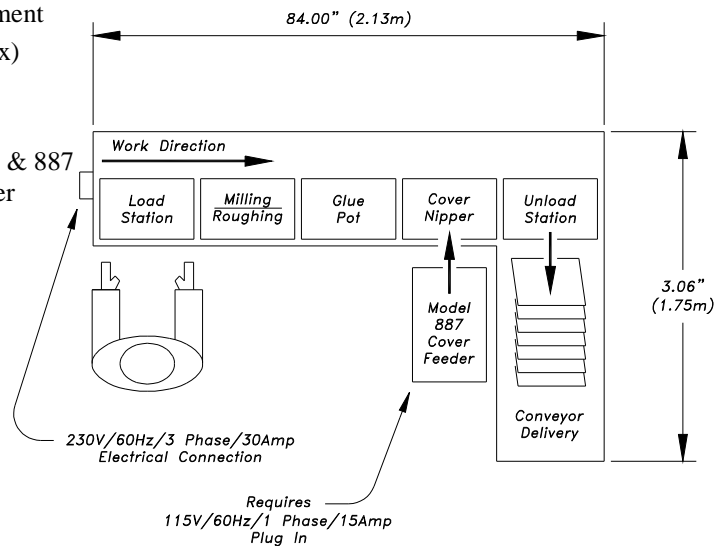 ment
x)
& 887
er
84.00" (2.13m)
Work Direction
Load
Station
Milling
Roughing
Glue
Pot
Cover
Nipper
Unload
Station
Model
887
Cover
Feeder
3.06"
(1.75m)
Conveyor
Delivery
230V/60Hz/3 Phase/30Amp
Electrical Connection
Requires
115V/60Hz/1 Phase/15Amp
Plug In